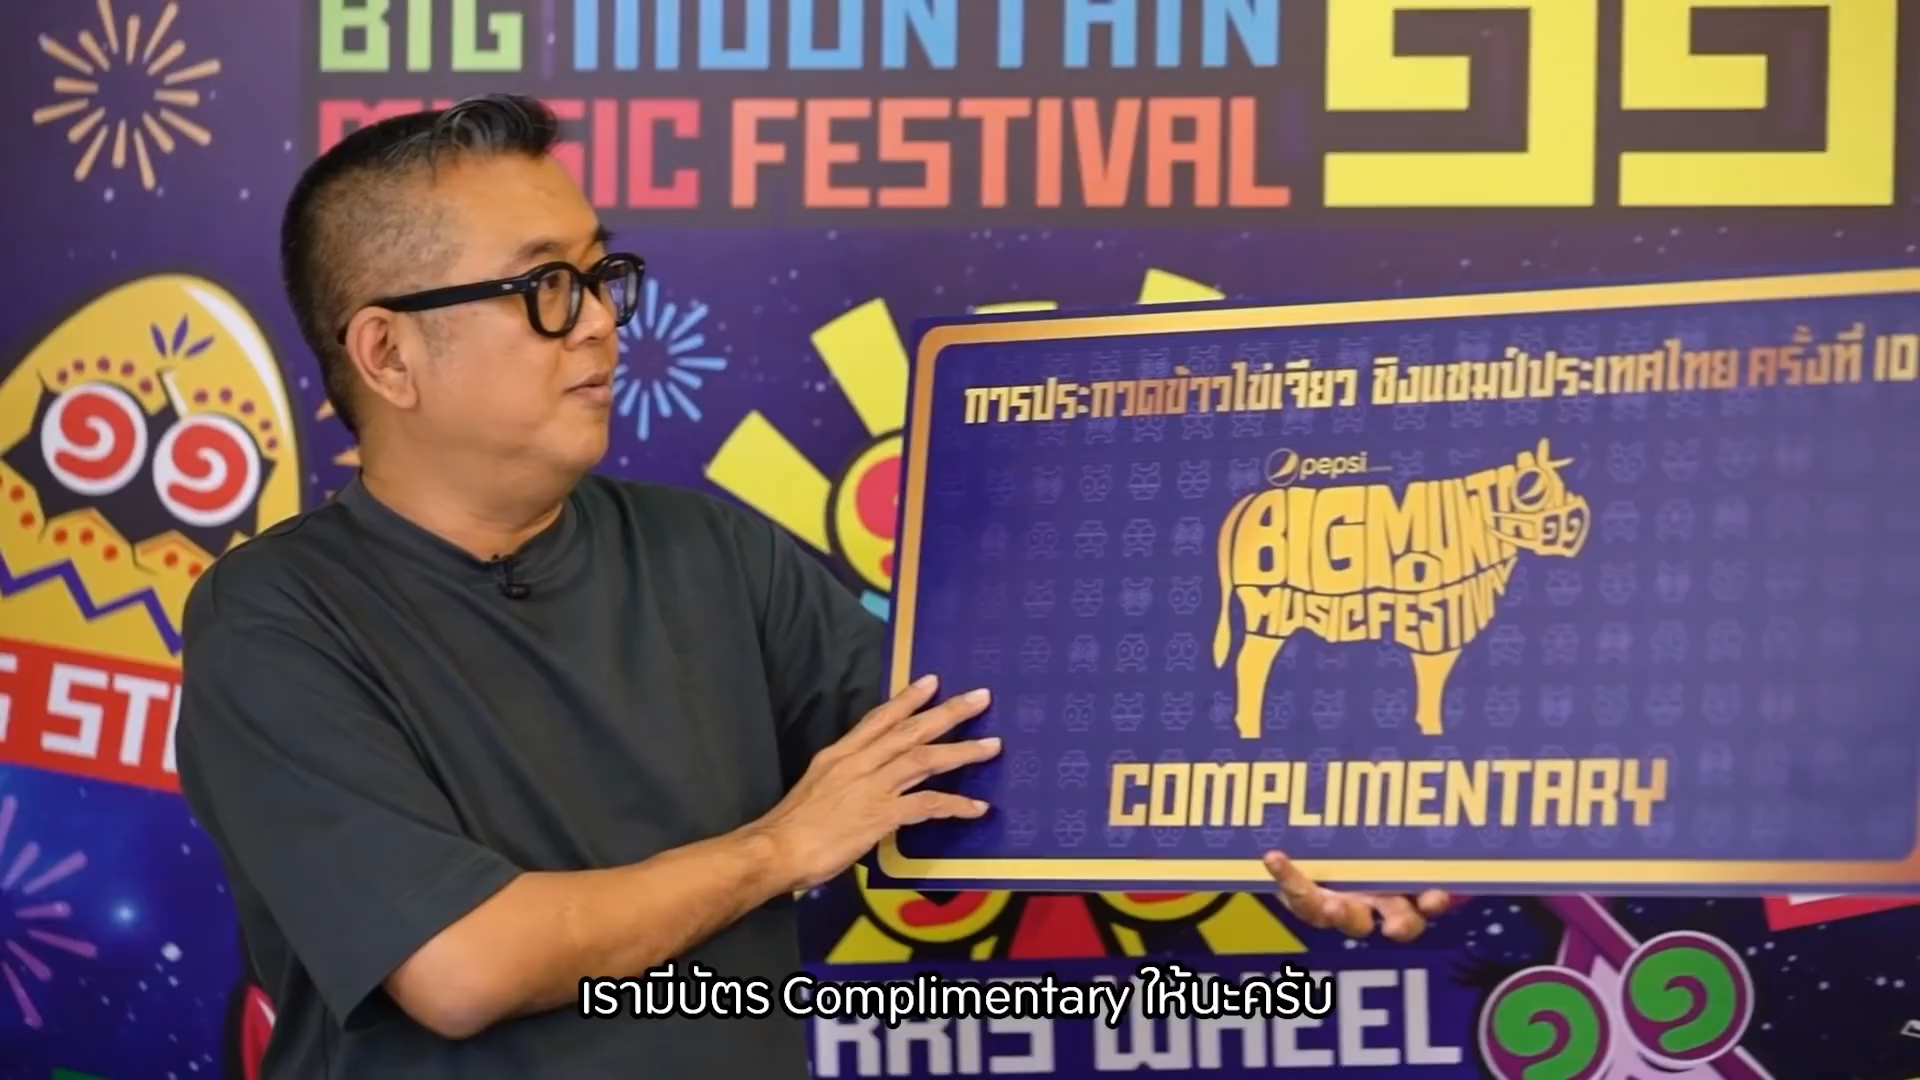 BIG MOUNTAIN
MUSIC FESTIVAL ๑๑
การประกวดข้าวไข่เจียว ชิงแชมป์ประเทศไทย ครั้งที่ 10
pepsi
BIG MOUNTAIN ๑๑
MUSIC FESTIVAL
COMPLIMENTARY
๑๑
เรามีบัตร Complimentary ให้นะครับ
WHEEL
๑๑